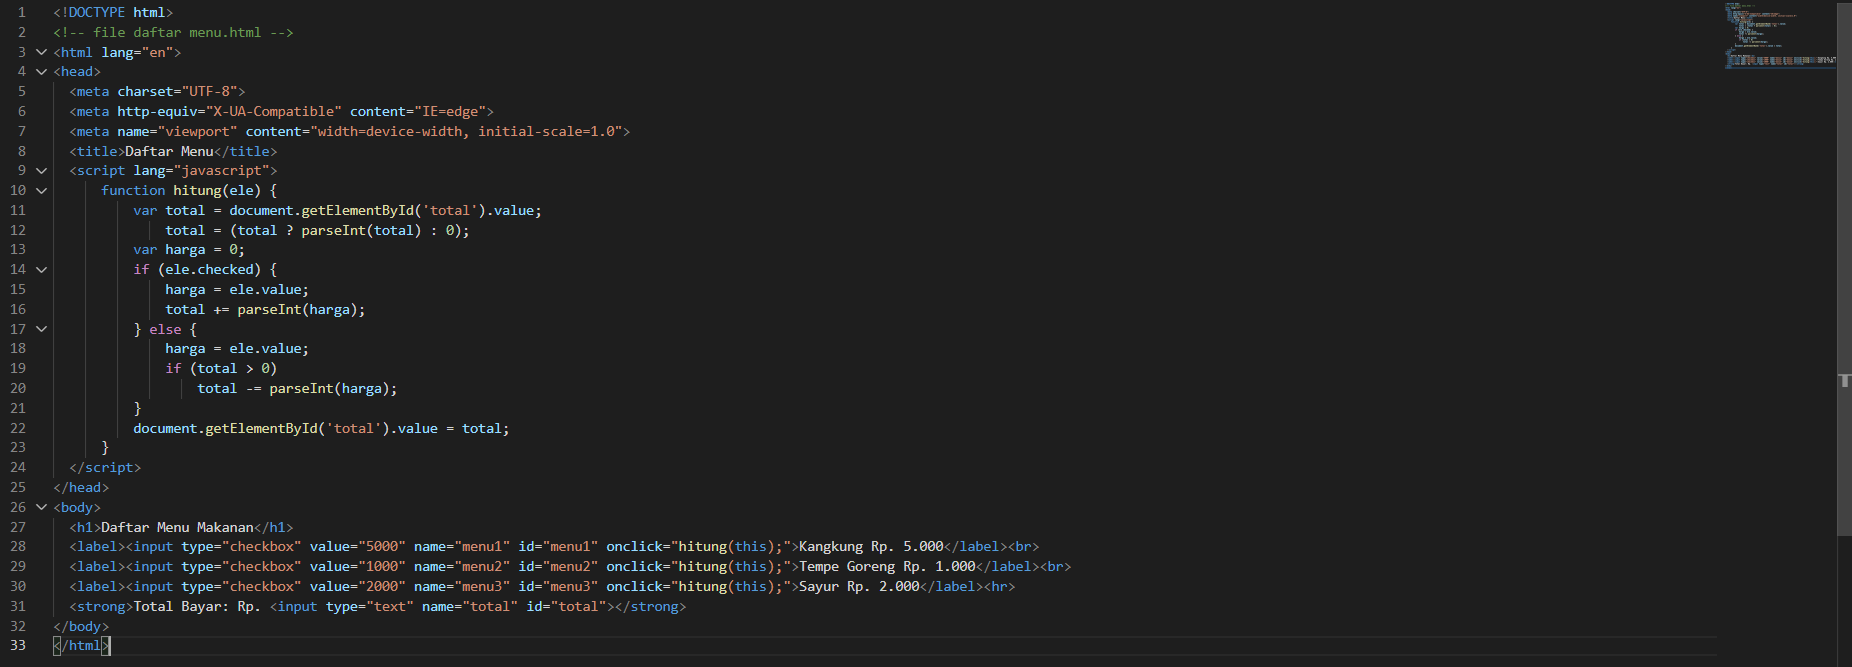 1 <!DOCTYPE html>
2 <!-- file daftar menu.html -->
3 <html lang="en">
4 <head>
5 <meta charset="UTF-8">
6 <meta http-equiv="X-UA-Compatible" content="IE=edge">
7 <meta name="viewport" content="width=device-width, initial-scale=1.0">
8 <title>Daftar Menu</title>
9 <script lang="javascript">
10 function hitung(ele) {
11 var total = document.getElementById('total').value;
12 total = (total ? parseInt(total) : 0);
13 var harga = 0;
14 if (ele.checked) {
15 harga = ele.value;
16 total += parseInt(harga);
17 } else {
18 harga = ele.value;
19 if (total > 0)
20 total -= parseInt(harga);
21 }
22 document.getElementById('total').value = total;
23 }
24 </script>
25 </head>
26 <body>
27 <h1>Daftar Menu Makanan</h1>
28 <label><input type="checkbox" value="5000" name="menu1" id="menu1" onclick="hitung(this);">Kangkung Rp. 5.000</label><br>
29 <label><input type="checkbox" value="1000" name="menu2" id="menu2" onclick="hitung(this);">Tempe Goreng Rp. 1.000</label><br>
30 <label><input type="checkbox" value="2000" name="menu3" id="menu3" onclick="hitung(this);">Sayur Rp. 2.000</label><hr>
31 <strong>Total Bayar: Rp. <input type="text" name="total" id="total"></strong>
32 </body>
33 </html>